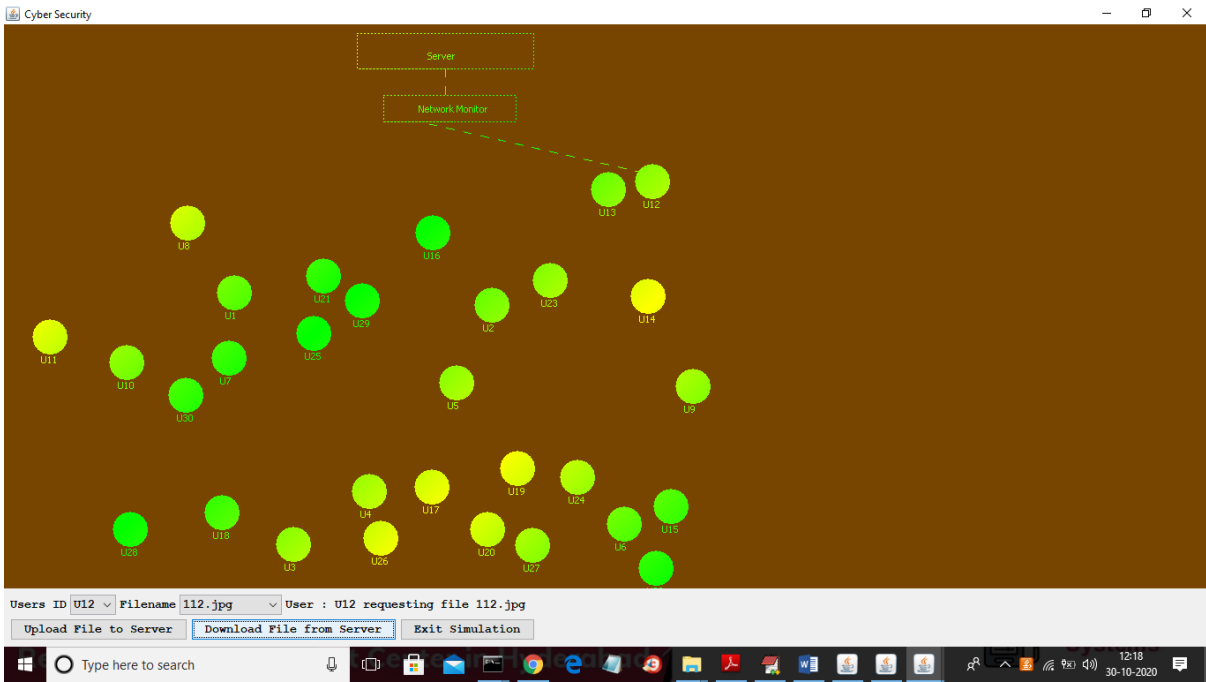 Cyber Security
Server
Network Monitor
U13
U12
U8
U16
U21
U1
U29
U2
U23
U14
U11
U10
U7
U25
U30
U5
U9
U19
U24
U4
U17
U15
U28
U18
U3
U26
U20
U27
U6
Users ID U12 Filename 112.jpg User : U12 requesting file 112.jpg
Upload File to Server Download File from Server Exit Simulation
Type here to search
Systems
12:18
30-10-2020